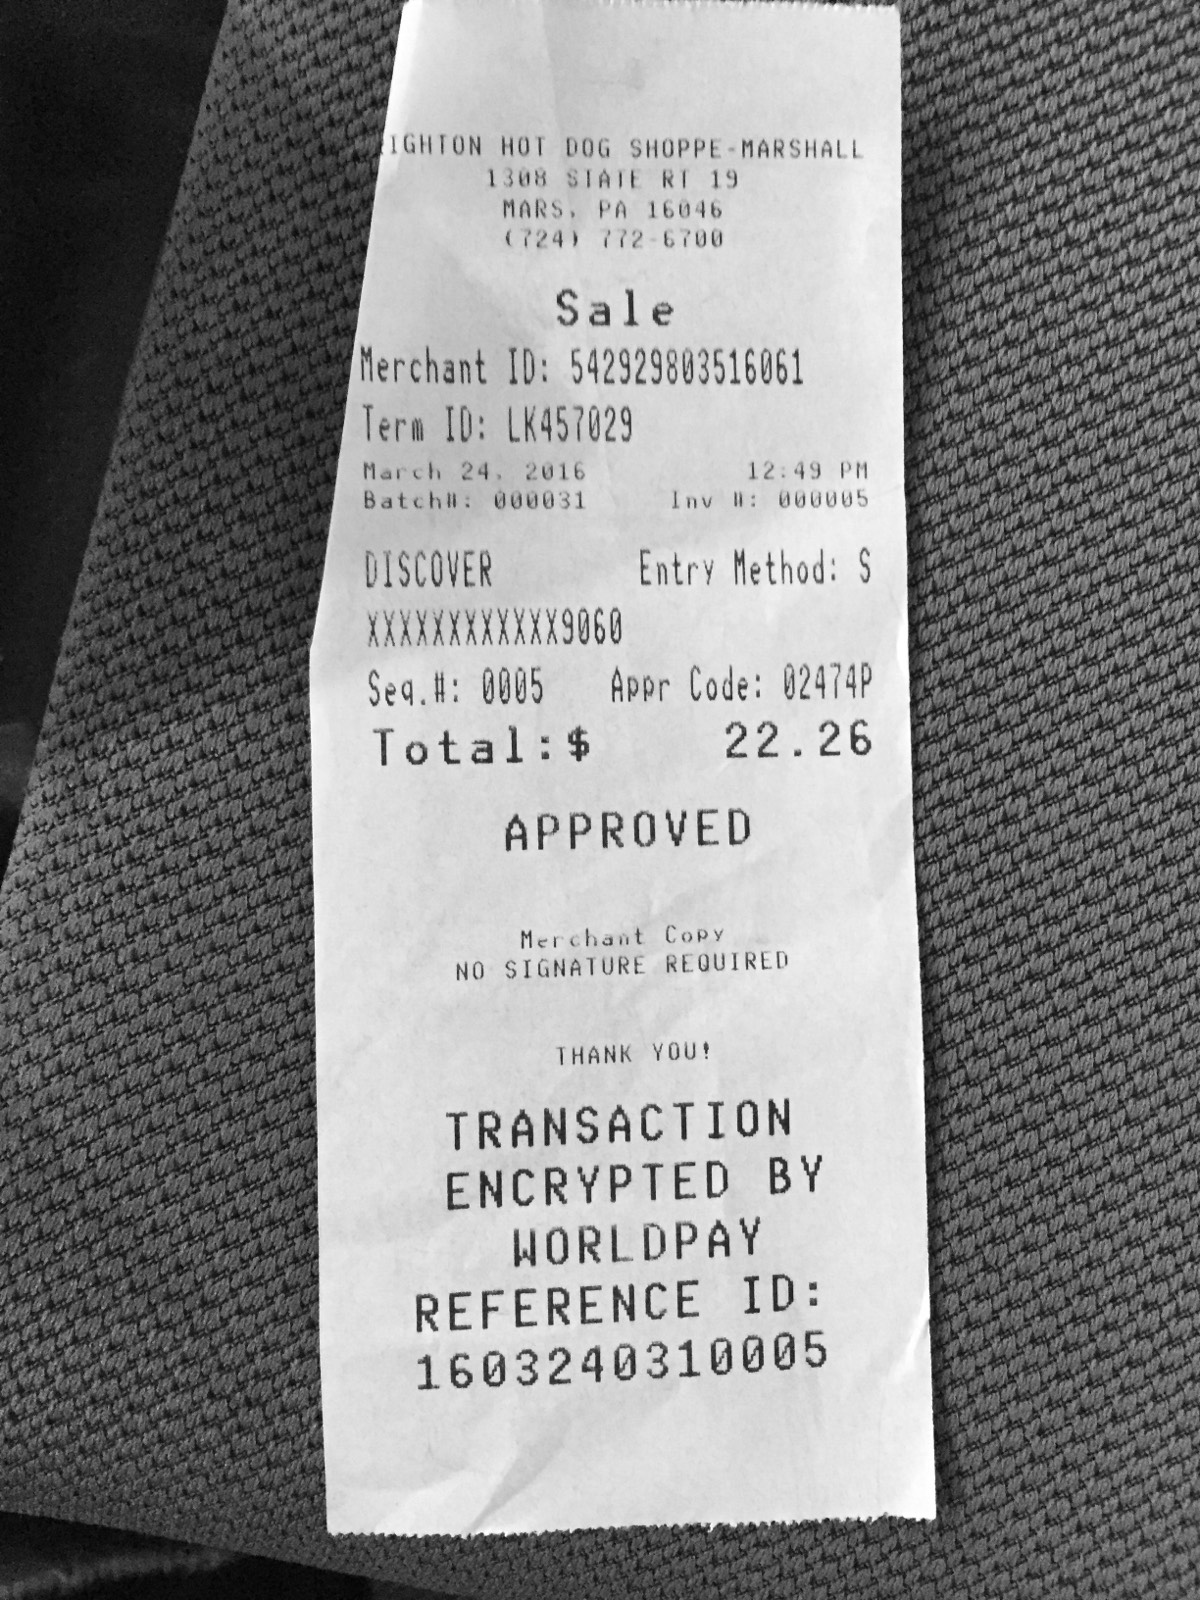 IGHTON HOT DOG SHOPPE-MARSHALL
1308 STATE RT 19
MARS, PA 16046
(724) 772-6700
Sale
Merchant ID: 542929803516061
Term ID: LK457029
March 24, 2016 12:49 PM
Batch#: 000031 Inv #: 000005
DISCOVER Entry Method: S
XXXXXXXXXXXX9060
Seq.#: 0005 Appr Code: 02474P
Total:$ 22.26
APPROVED
Merchant Copy
NO SIGNATURE REQUIRED
THANK YOU!
TRANSACTION
ENCRYPTED BY
WORLDPAY
REFERENCE ID:
1603240310005